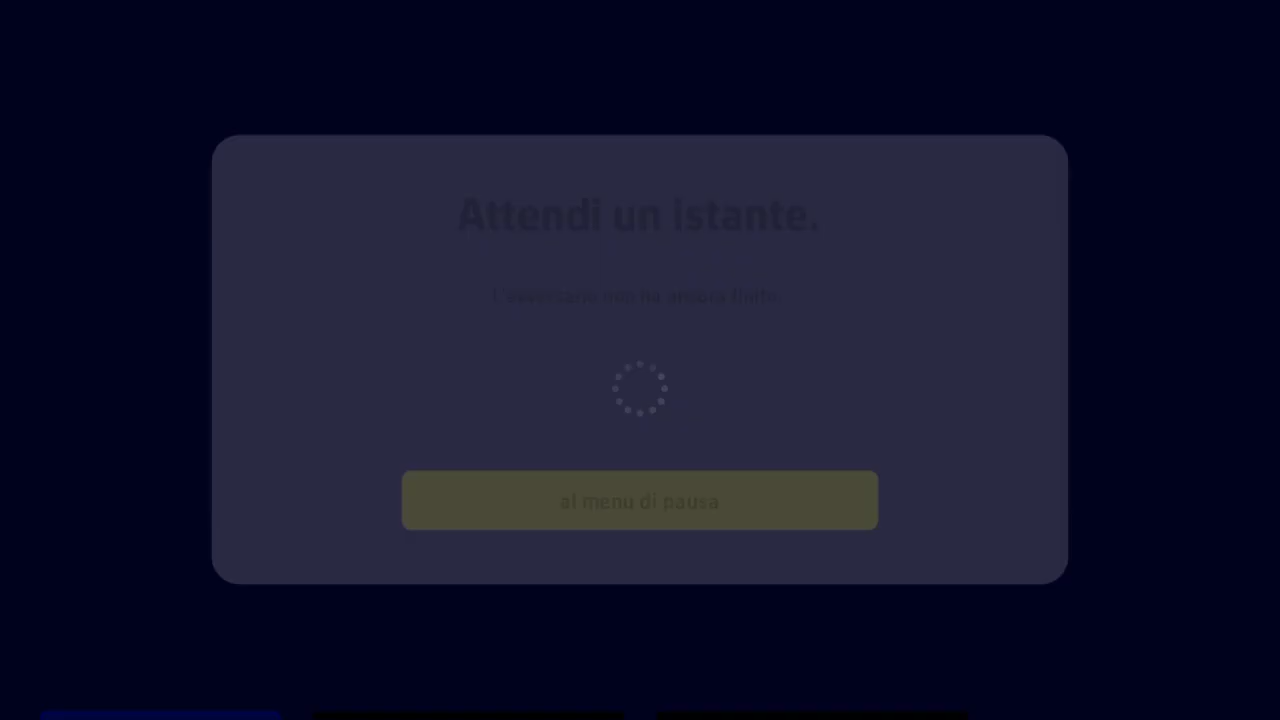 Attendi un istante.
L'avversario non ha ancora finito.
al menu di pausa